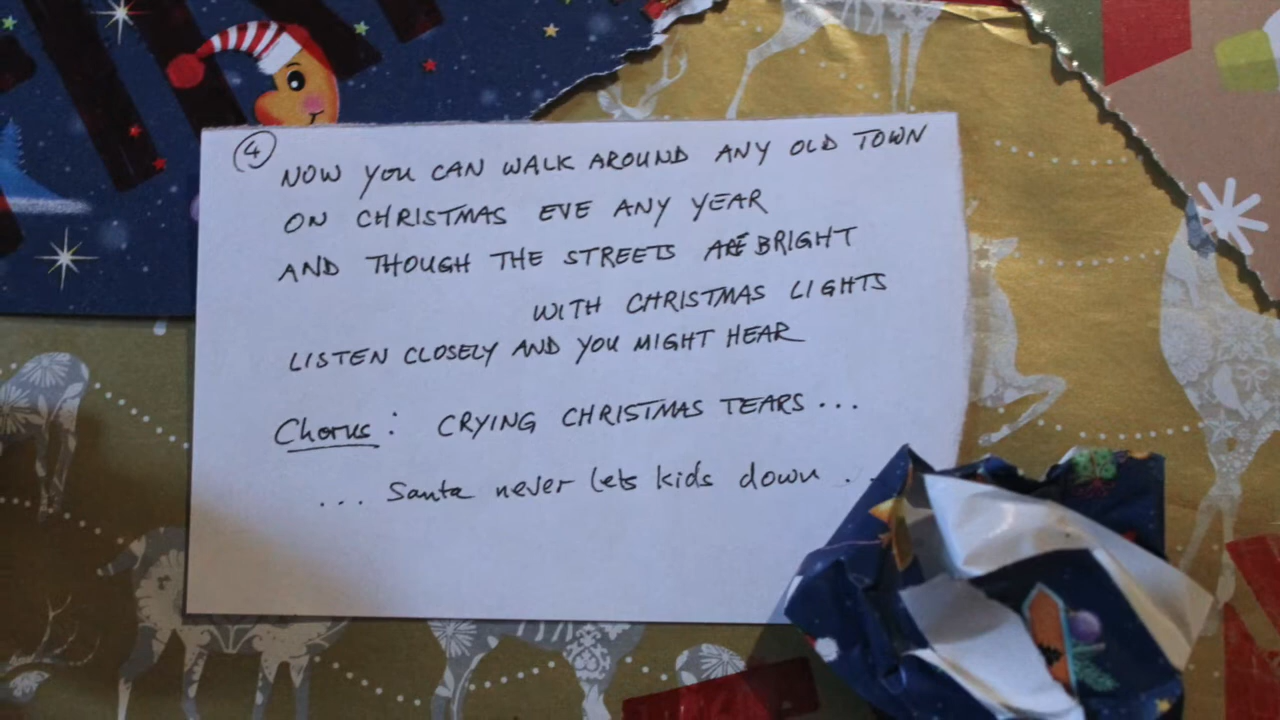 4
NOW YOU CAN WALK AROUND ANY OLD TOWN
ON CHRISTMAS EVE ANY YEAR
AND THOUGH THE STREETS ARE BRIGHT
WITH CHRISTMAS LIGHTS
LISTEN CLOSELY AND YOU MIGHT HEAR
Chorus: CRYING CHRISTMAS TEARS...
... Santa never lets kids down ..